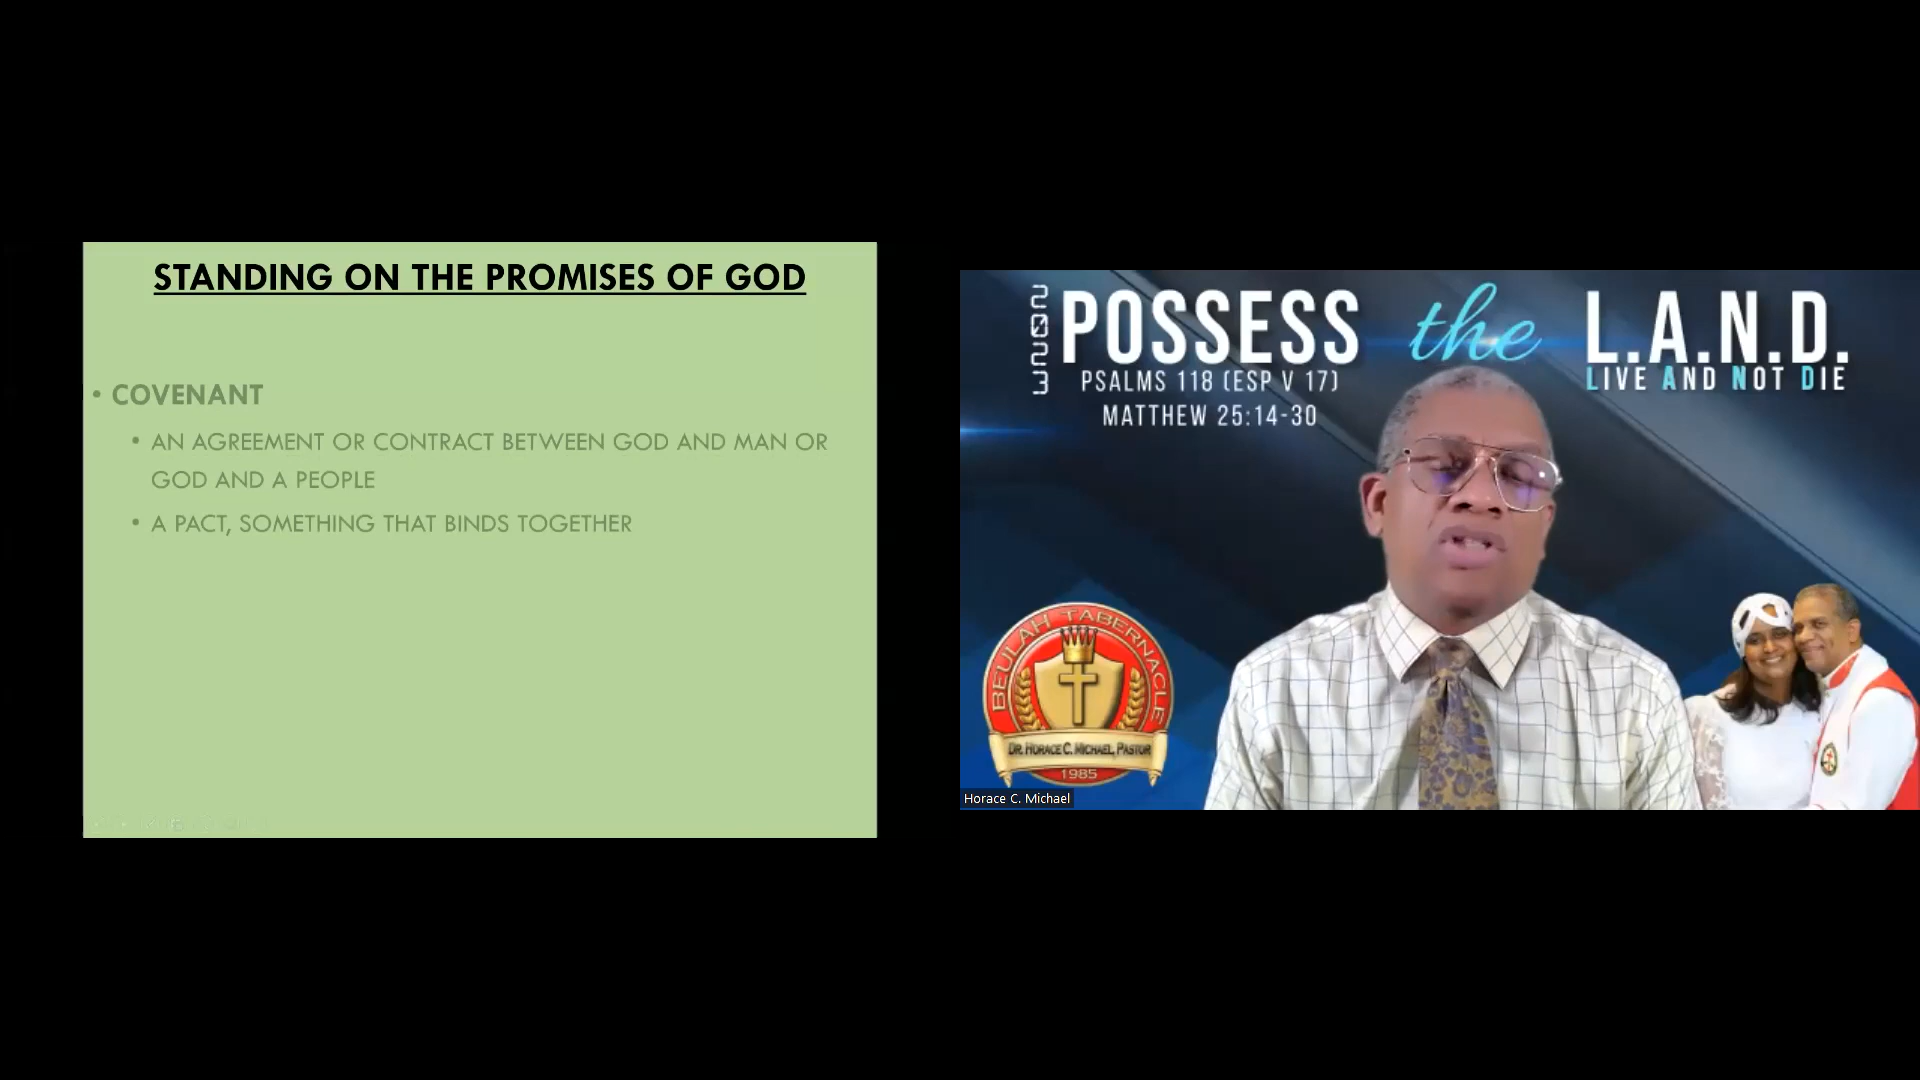 STANDING ON THE PROMISES OF GOD
• COVENANT
• AN AGREEMENT OR CONTRACT BETWEEN GOD AND MAN OR
GOD AND A PEOPLE
• A PACT, SOMETHING THAT BINDS TOGETHER
2023
POSSESS the L.A.N.D.
LIVE AND NOT DIE
PSALMS 118 (ESP V 17)
MATTHEW 25:14-30
BEULAH TABERNACLE
DR. HORACE C. MICHAEL, PASTOR
1985
Horace C. Michael